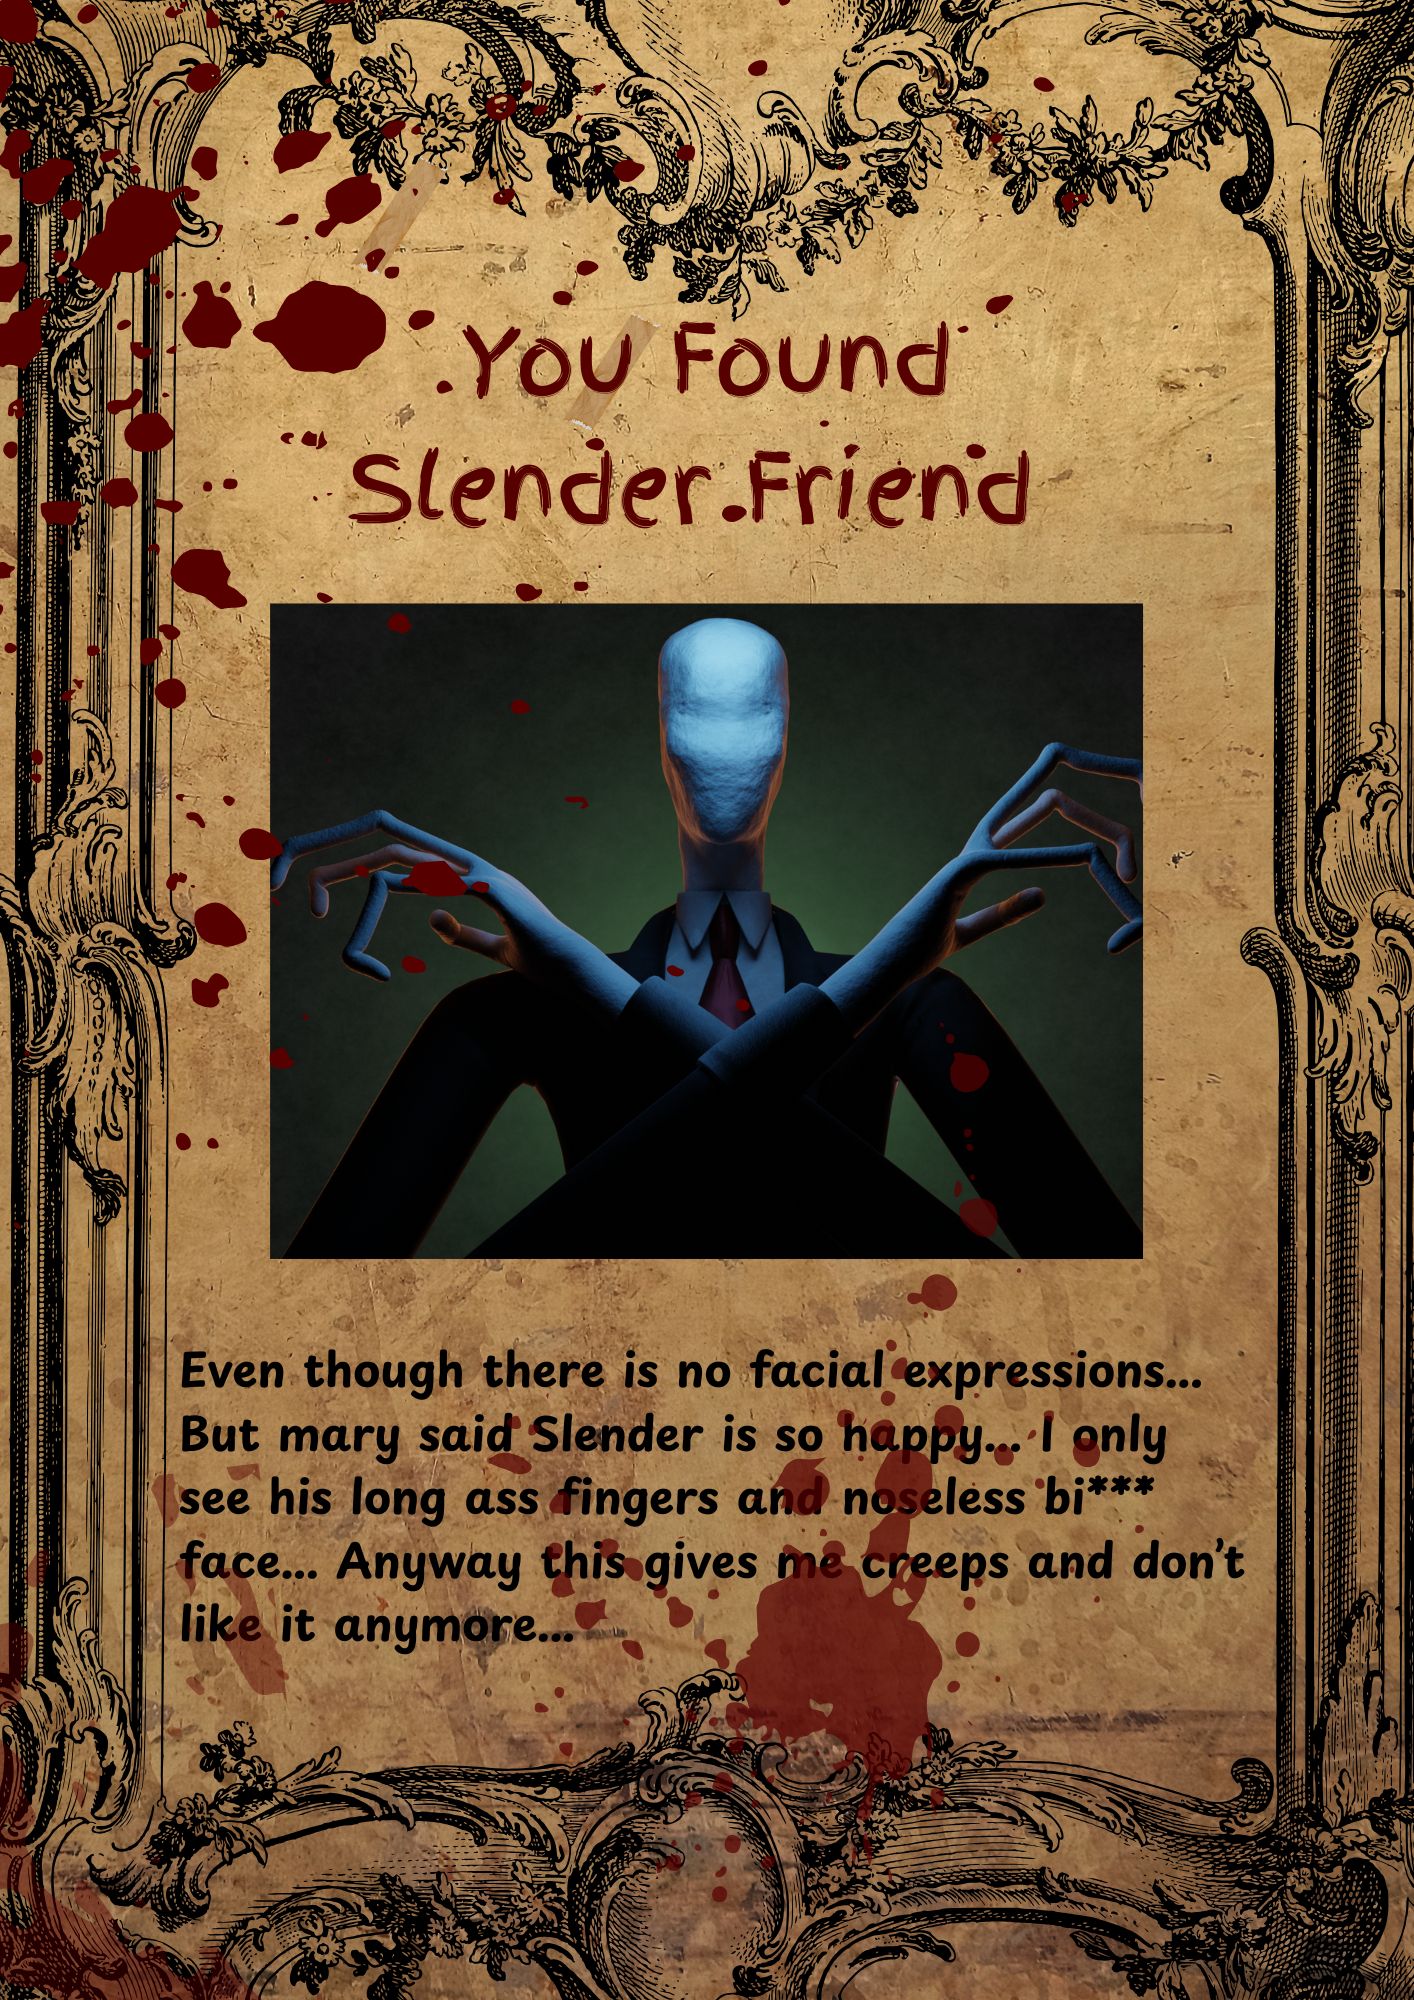 You Found
Slender Friend
Even though there is no facial expressions...
But mary said Slender is so happy... I only
see his long ass fingers and noseless bi***
face... Anyway this gives me creeps and don't
like it anymore...